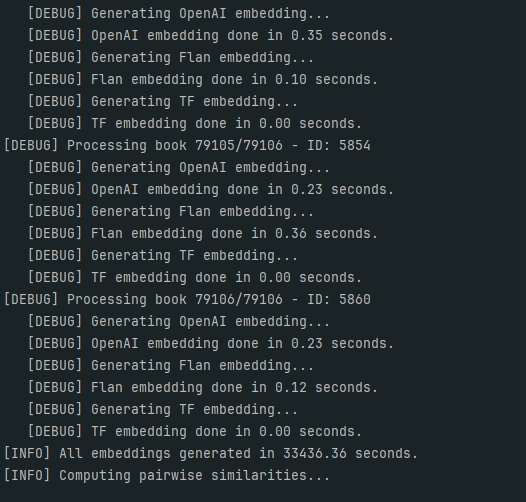 [DEBUG] Generating OpenAI embedding...
[DEBUG] OpenAI embedding done in 0.35 seconds.
[DEBUG] Generating Flan embedding...
[DEBUG] Flan embedding done in 0.10 seconds.
[DEBUG] Generating TF embedding...
[DEBUG] TF embedding done in 0.00 seconds.
[DEBUG] Processing book 79105/79106 - ID: 5854
[DEBUG] Generating OpenAI embedding...
[DEBUG] OpenAI embedding done in 0.23 seconds.
[DEBUG] Generating Flan embedding...
[DEBUG] Flan embedding done in 0.36 seconds.
[DEBUG] Generating TF embedding...
[DEBUG] TF embedding done in 0.00 seconds.
[DEBUG] Processing book 79106/79106 - ID: 5860
[DEBUG] Generating OpenAI embedding...
[DEBUG] OpenAI embedding done in 0.23 seconds.
[DEBUG] Generating Flan embedding...
[DEBUG] Flan embedding done in 0.12 seconds.
[DEBUG] Generating TF embedding...
[DEBUG] TF embedding done in 0.00 seconds.
[INFO] All embeddings generated in 33436.36 seconds.
[INFO] Computing pairwise similarities...